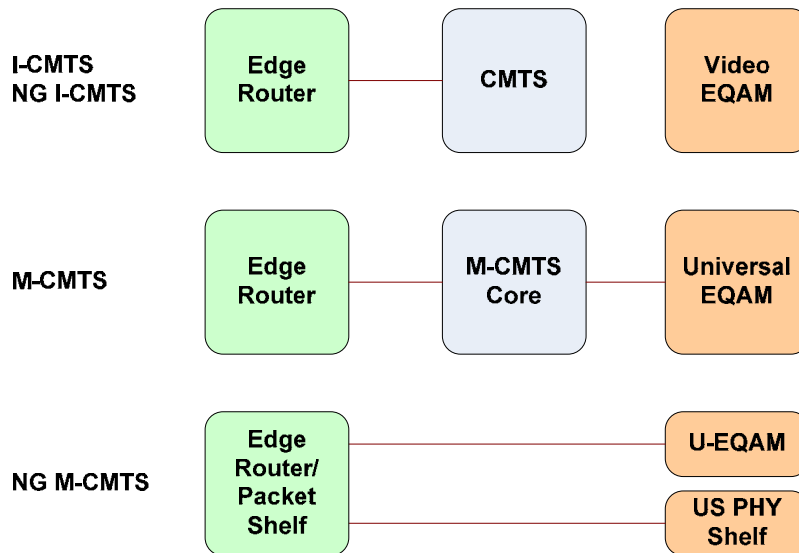 I-CMTS
NG I-CMTS
Edge
Router
CMTS
Video
EQAM
M-CMTS
Edge
Router
M-CMTS
Core
Universal
EQAM
NG M-CMTS
Edge
Router/
Packet
Shelf
U-EQAM
US PHY
Shelf